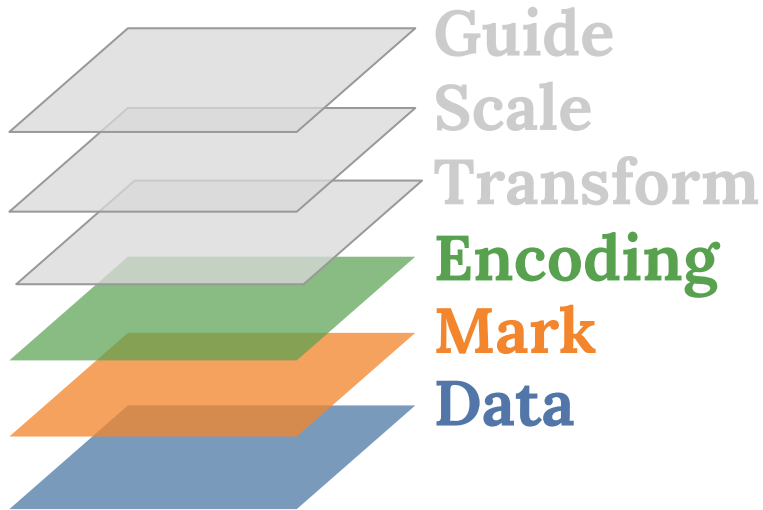 Guide
Scale
Transform
Encoding
Mark
Data